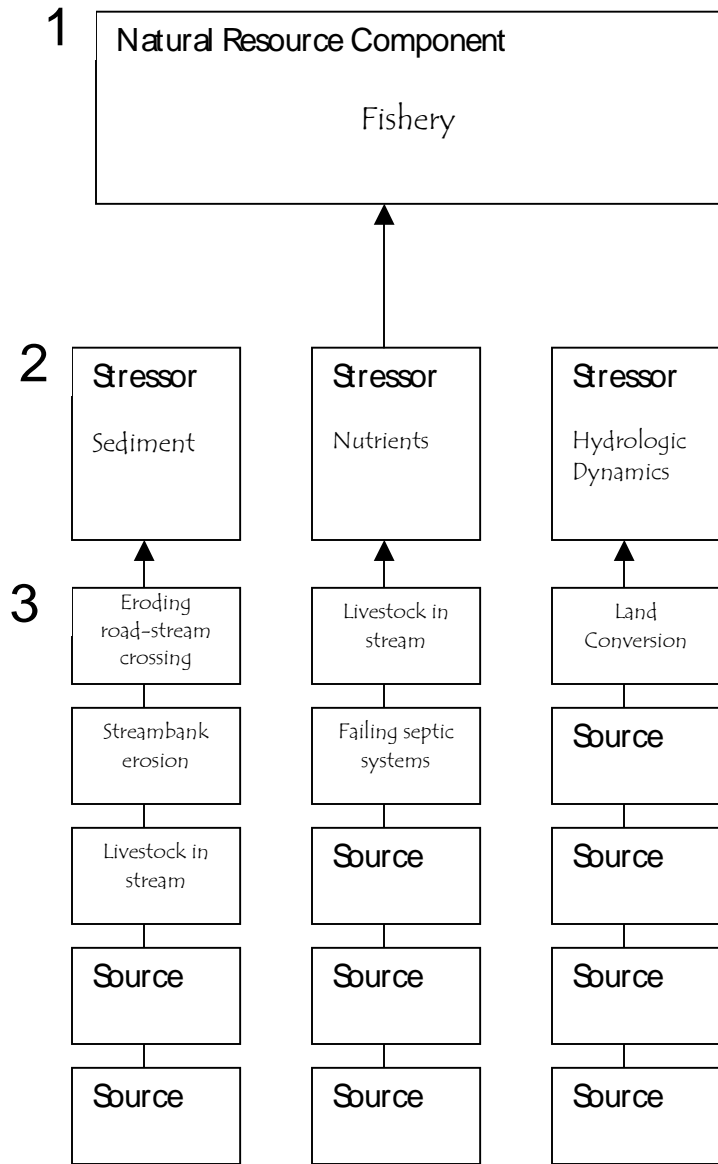 1
Natural Resource Component
Fishery
2
Stressor
Sediment
Stressor
Nutrients
Stressor
Hydrologic
Dynamics
3
Eroding
road-stream
crossing
Livestock in
stream
Land
Conversion
Streambank
erosion
Failing septic
systems
Source
Livestock in
stream
Source
Source
Source
Source
Source
Source
Source
Source